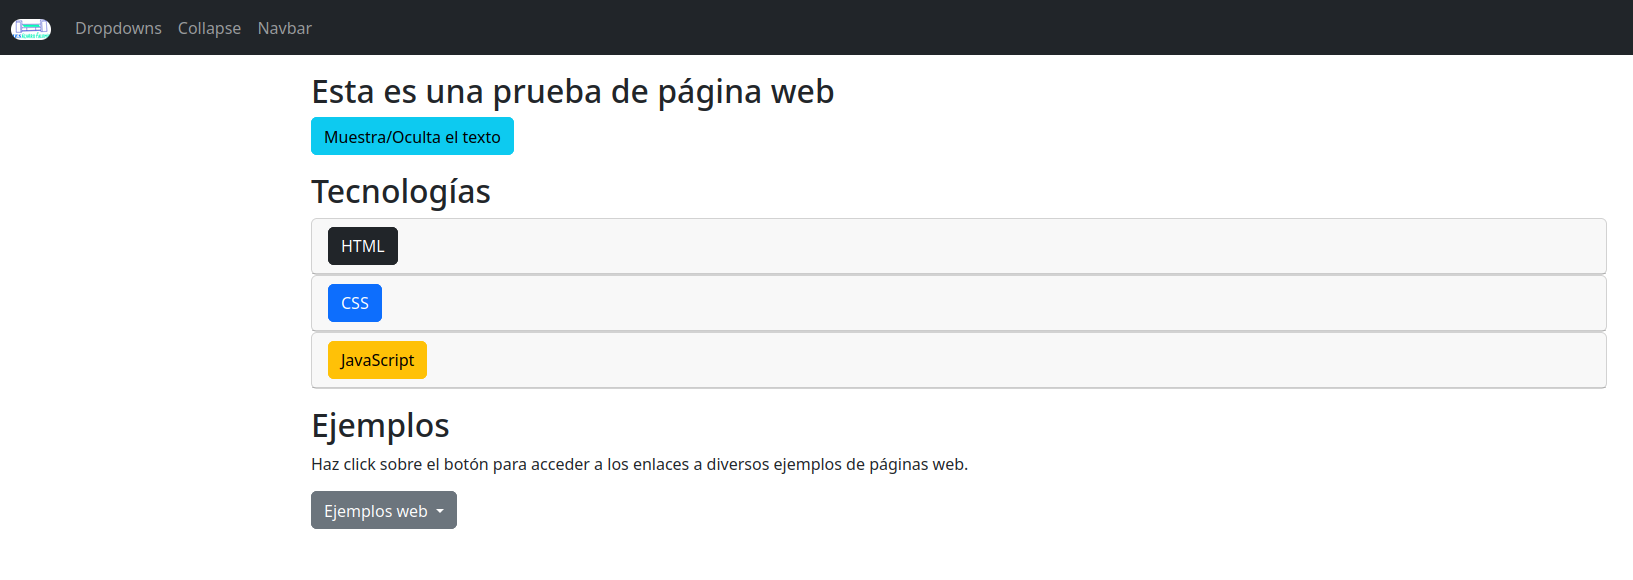 Dropdowns Collapse Navbar
Esta es una prueba de página web
Muestra/Oculta el texto
Tecnologías
HTML
CSS
JavaScript
Ejemplos
Haz click sobre el botón para acceder a los enlaces a diversos ejemplos de páginas web.
Ejemplos web